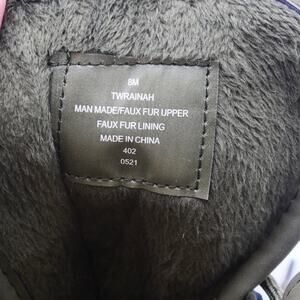 8M
TWRAINAH
MAN MADE/FAUX FUR UPPER
FAUX FUR LINING
MADE IN CHINA
402
0521